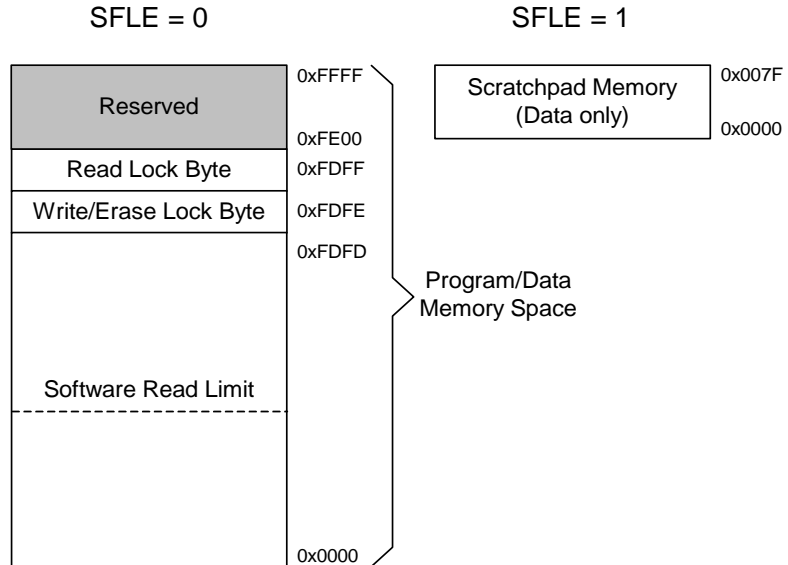 SFLE = 0
SFLE = 1
Reserved
0xFFFF
0xFE00
Read Lock Byte
0xFDFF
Write/Erase Lock Byte
0xFDFE
0xFDFD
Software Read Limit
0x0000
Program/Data
Memory Space
Scratchpad Memory
(Data only)
0x007F
0x0000